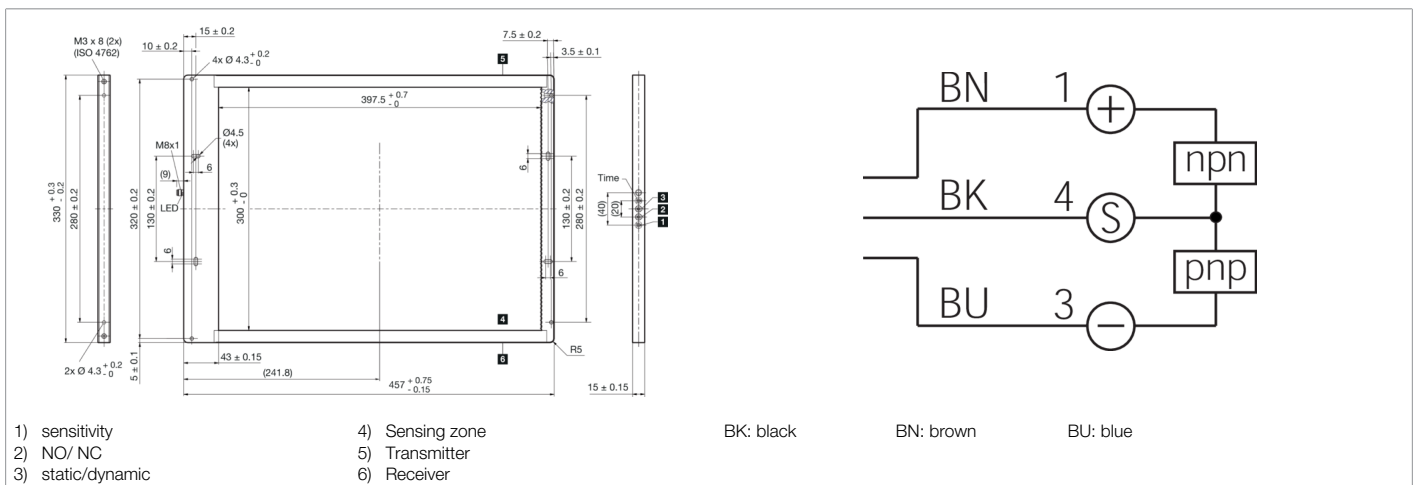 M3 x 8 (2x)
(ISO 4762)
15 ± 0.2
10 ± 0.2
4x Ø 4.3 + 0.2 - 0
7.5 ± 0.2
3.5 ± 0.1
5
397.5 + 0.7 - 0
Ø4.5
(4x)
M8x1
6
(9)
LED
6
330 + 0.3 - 0.2
280 ± 0.2
320 ± 0.2
130 ± 0.2
300 + 0.3 - 0
6
130 ± 0.2
280 ± 0.2
6
Time
(40)
(20)
3
2
1
4
6
R5
2x Ø 4.3 + 0.2 - 0
5 ± 0.1
43 ± 0.15
(241.8)
457 + 0.75 - 0.15
15 ± 0.15
BN 1 +
npn
BK 4 S
pnp
BU 3 −
1) sensitivity
2) NO/ NC
3) static/dynamic
4) Sensing zone
5) Transmitter
6) Receiver
BK: black
BN: brown
BU: blue